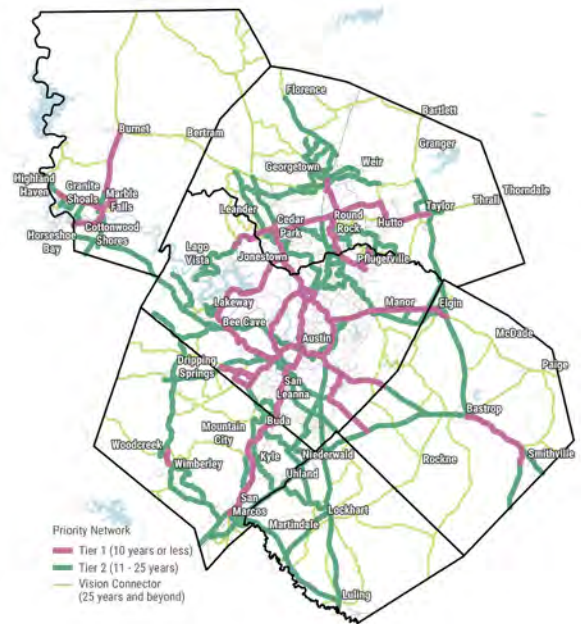 Florence
Bartlett
Granger
Burnet
Bertram
Weir
Georgetown
Highland
Haven
Granite
Shoals
Marble
Falls
Leander
Cedar
Park
Round
Rock
Hutto
Taylor
Thrall
Thorndale
Cottonwood
Shores
Horseshoe
Bay
Lago
Vista
Jonestown
Pflugerville
Lakeway
Manor
Elgin
Bee Cave
McDade
Austin
Paige
Dripping
Springs
San
Leanna
Bastrop
Mountain
City
Buda
Woodcreek
Wimberley
Kyle
Niederwald
Rockne
Smithville
Uhland
San
Marcos
Lockhart
Martindale
Luling
Priority Network
Tier 1 (10 years or less)
Tier 2 (11 - 25 years)
Vision Connector
(25 years and beyond)